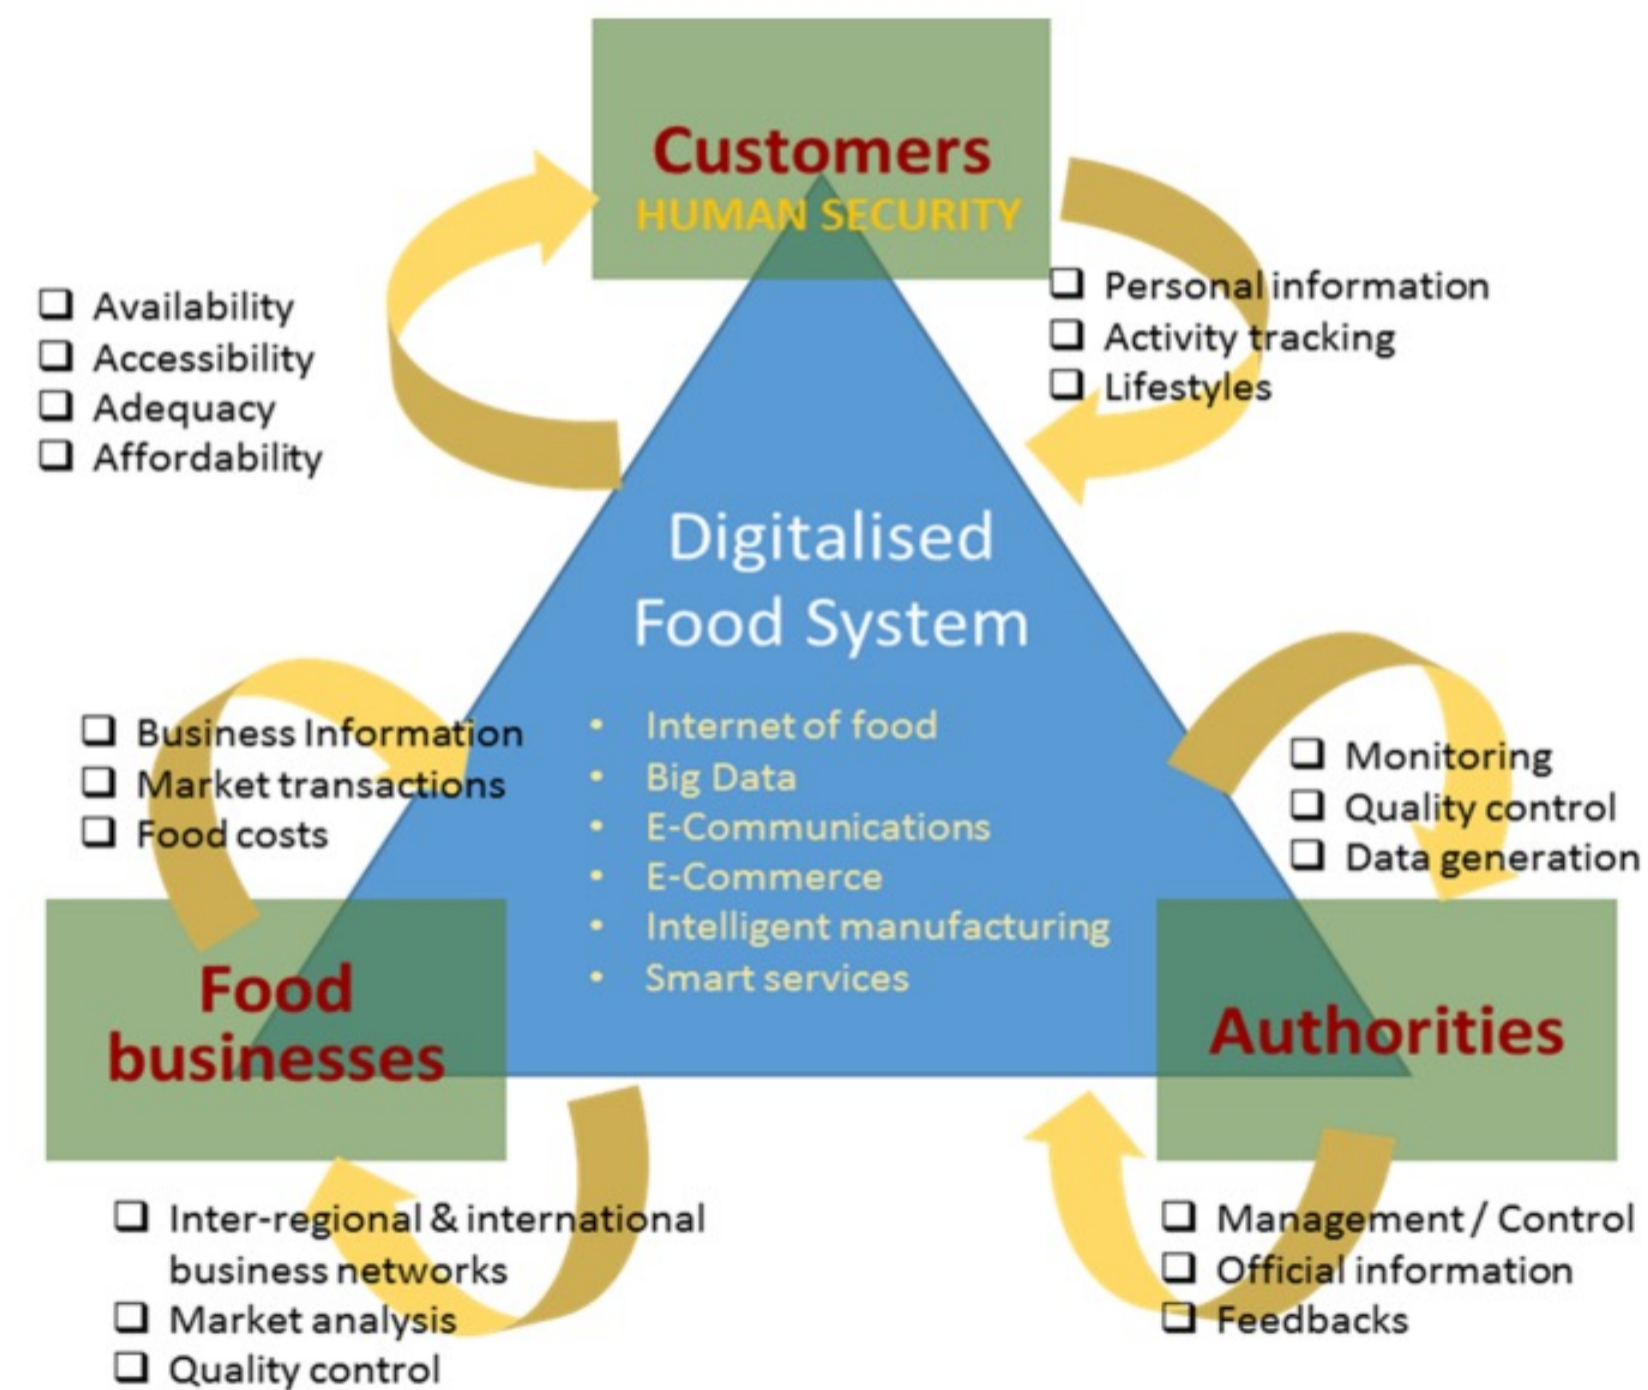 Customers
HUMAN SECURITY
❑ Availability
❑ Accessibility
❑ Adequacy
❑ Affordability
❑ Personal information
❑ Activity tracking
❑ Lifestyles
Digitalised
Food System
• Internet of food
• Big Data
• E-Communications
• E-Commerce
• Intelligent manufacturing
• Smart services
❑ Business Information
❑ Market transactions
❑ Food costs
❑ Monitoring
❑ Quality control
❑ Data generation
Food
businesses
Authorities
❑ Inter-regional & international
business networks
❑ Market analysis
❑ Quality control
❑ Management / Control
❑ Official information
❑ Feedbacks